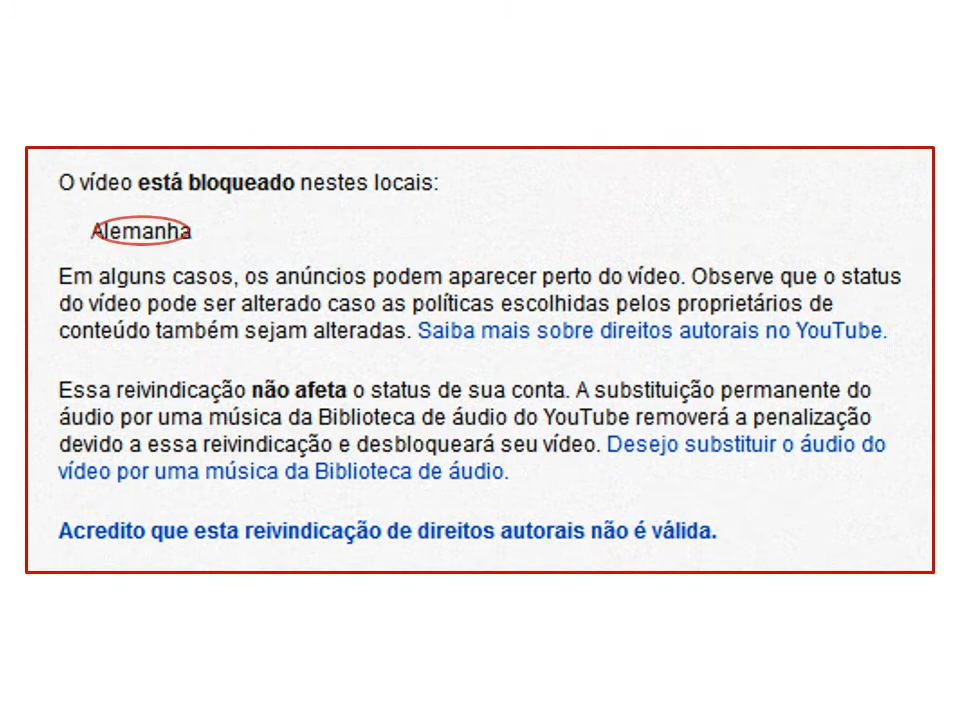 O vídeo está bloqueado nestes locais:
Alemanha
Em alguns casos, os anúncios podem aparecer perto do vídeo. Observe que o status
do vídeo pode ser alterado caso as políticas escolhidas pelos proprietários de
conteúdo também sejam alteradas. Saiba mais sobre direitos autorais no YouTube.
Essa reivindicação não afeta o status de sua conta. A substituição permanente do
áudio por uma música da Biblioteca de áudio do YouTube removerá a penalização
devido a essa reivindicação e desbloqueará seu vídeo. Desejo substituir o áudio do
vídeo por uma música da Biblioteca de áudio.
Acredito que esta reivindicação de direitos autorais não é válida.